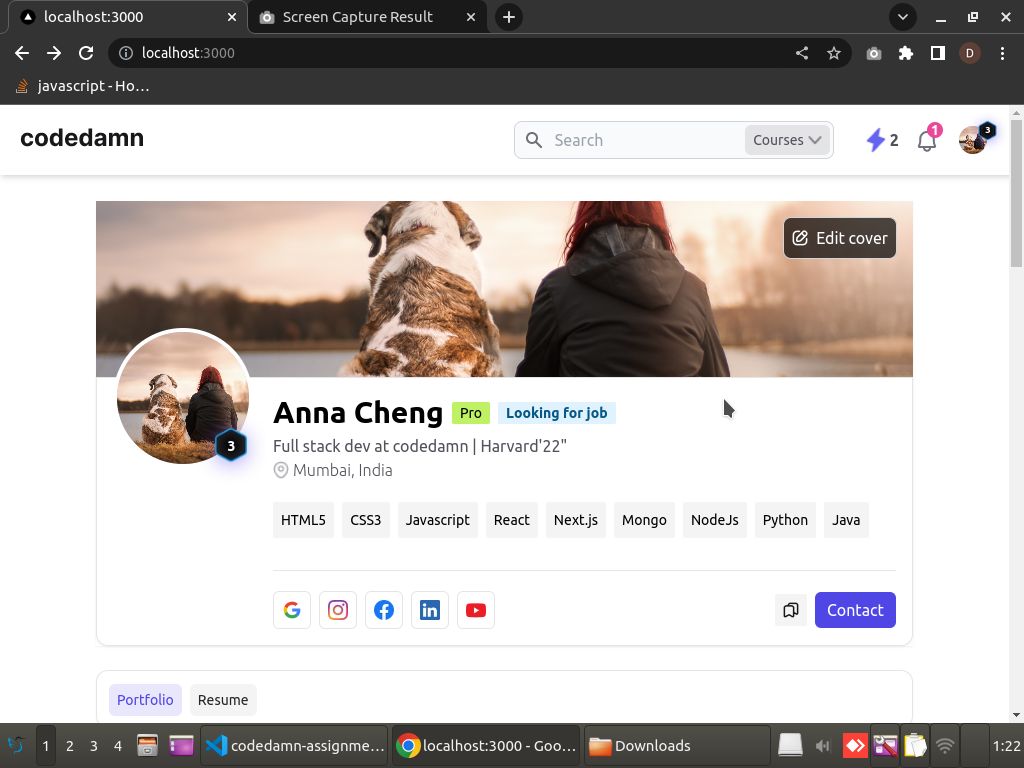 localhost:3000
Screen Capture Result
localhost:3000
D
javascript - Ho…
codedamn
Search
Courses
2
1
3
Edit cover
3
Anna Cheng
Pro
Looking for job
Full stack dev at codedamn | Harvard'22"
Mumbai, India
HTML5 CSS3 Javascript React Next.js Mongo NodeJs Python Java
Contact
Portfolio
Resume
1 2 3 4
codedamn-assignme...
localhost:3000 - Goo...
Downloads
1:22